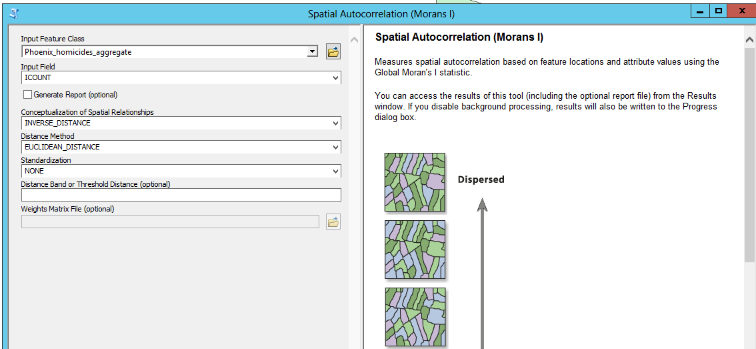 Spatial Autocorrelation (Morans I)
Input Feature Class
Phoenix_homicides_aggregate
Input Field
ICOUNT
Generate Report (optional)
Conceptualization of Spatial Relationships
INVERSE_DISTANCE
Distance Method
EUCLIDEAN_DISTANCE
Standardization
NONE
Distance Band or Threshold Distance (optional)
Weights Matrix File (optional)
Spatial Autocorrelation (Morans I)
Measures spatial autocorrelation based on feature locations and attribute values using the
Global Moran's I statistic.
You can access the results of this tool (including the optional report file) from the Results
window. If you disable background processing, results will also be written to the Progress
dialog box.
Dispersed